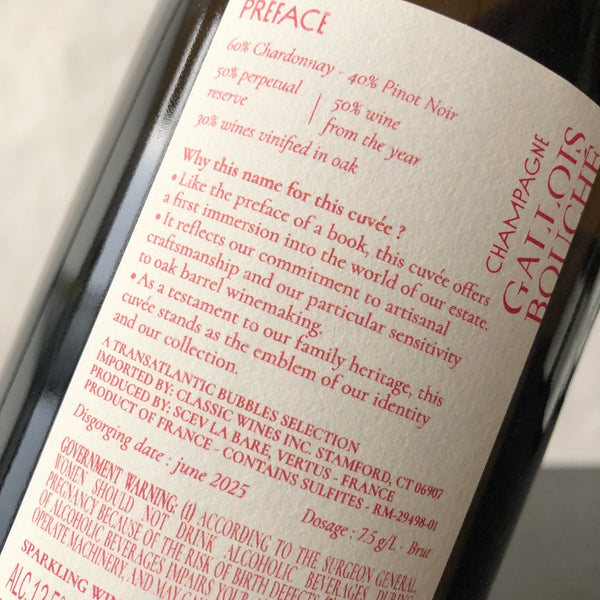 PREFACE
60% Chardonnay - 40% Pinot Noir
50% perpetual
reserve
50% wine
from the year
30% wines vinified in oak
Why this name for this cuvée ?
• Like the preface of a book, this cuvée offers
a first immersion into the world of our estate.
• It reflects our commitment to artisanal
craftsmanship and our particular sensitivity
to oak barrel winemaking.
• As a testament to our family heritage, this
cuvée stands as the emblem of our identity
and our collection.
CHAMPAGNE
GALLOIS
BOUCHÉ
A TRANSATLANTIC BUBBLES SELECTION
IMPORTED BY: CLASSIC WINES INC. STAMFORD, CT 06907
PRODUCED BY: SCEV LA BARE, VERTUS - FRANCE
PRODUCT OF FRANCE - CONTAINS SULFITES - RM-29498-01
Disgorging date : june 2025
Dosage : 7.5 g/L - Brut
GOVERNMENT WARNING: (1) ACCORDING TO THE SURGEON GENERAL,
WOMEN SHOULD NOT DRINK ALCOHOLIC BEVERAGES DURING
PREGNANCY BECAUSE OF THE RISK OF BIRTH DEFECTS.
OF ALCOHOLIC BEVERAGES IMPAIRS YOUR
OPERATE MACHINERY, AND MAY
SPARKLING WINE
ALC. 12.5%